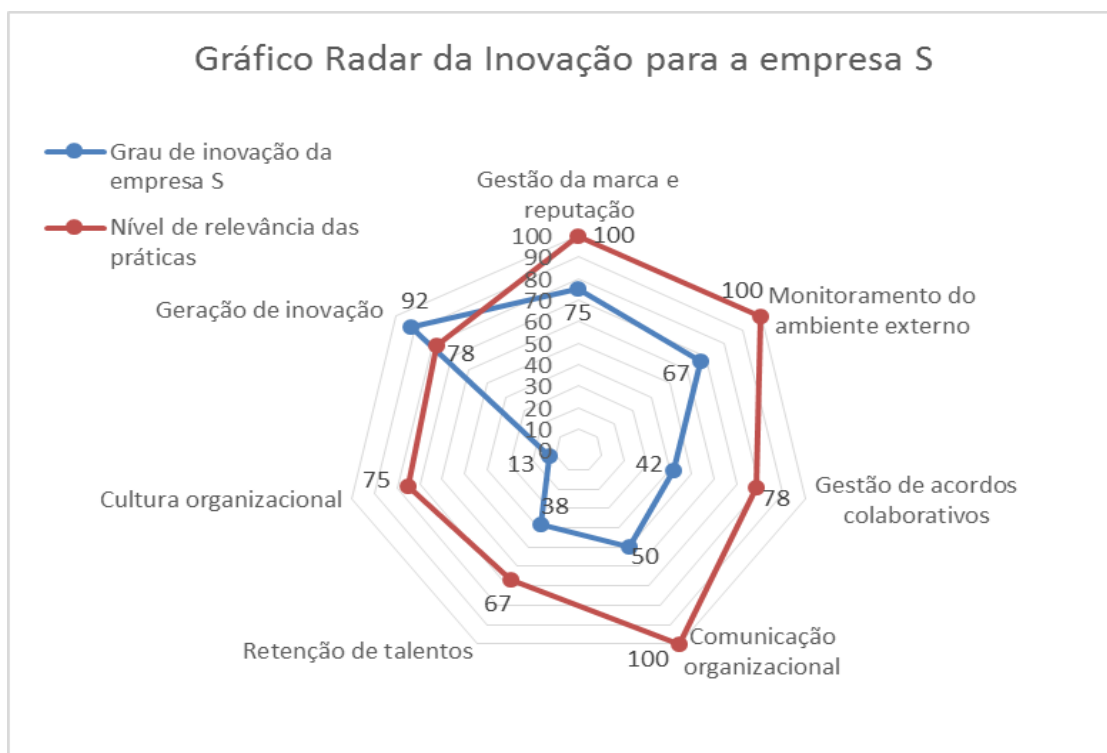 Gráfico Radar da Inovação para a empresa S
Grau de inovação da
empresa S
Nível de relevância das
práticas
Gestão da marca e
reputação
100
90
80
70
60
50
40
30
20
10
0
100
75
Monitoramento do
ambiente externo
100
67
Gestão de acordos
colaborativos
78
42
Comunicação
organizacional
100
50
Retenção de talentos
67
38
Cultura organizacional
75
13
Geração de inovação
92
78